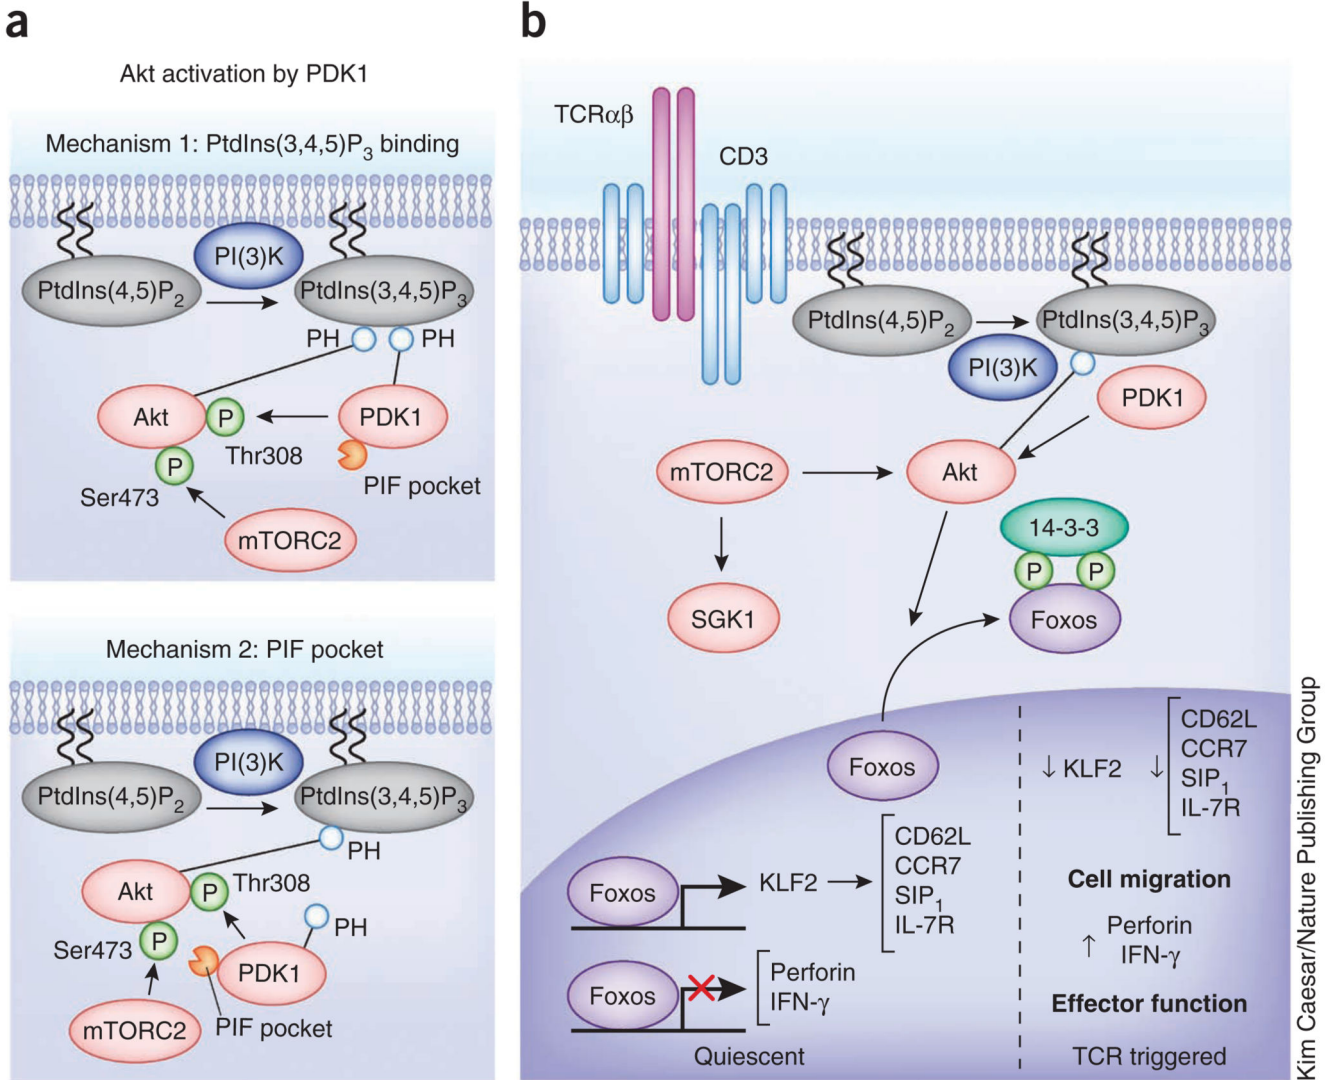 a
Akt activation by PDK1
Mechanism 1: PtdIns(3,4,5)P3 binding
PI(3)K
PtdIns(4,5)P2
PtdIns(3,4,5)P3
PH
PH
Akt
P
PDK1
Thr308
P
PIF pocket
Ser473
mTORC2
Mechanism 2: PIF pocket
PI(3)K
PtdIns(4,5)P2
PtdIns(3,4,5)P3
PH
Akt
P
Thr308
PH
Ser473
P
PDK1
mTORC2
PIF pocket
b
TCRαβ
CD3
PtdIns(4,5)P2
PtdIns(3,4,5)P3
PI(3)K
PDK1
mTORC2
Akt
14-3-3
P
P
SGK1
Foxos
Foxos
↓ KLF2
↓
CD62L
CCR7
SIP1
IL-7R
Foxos
KLF2
CD62L
CCR7
SIP1
IL-7R
Cell migration
↑
Perforin
IFN-γ
Foxos
Perforin
IFN-γ
Effector function
Quiescent
TCR triggered
Kim Caesar/Nature Publishing Group